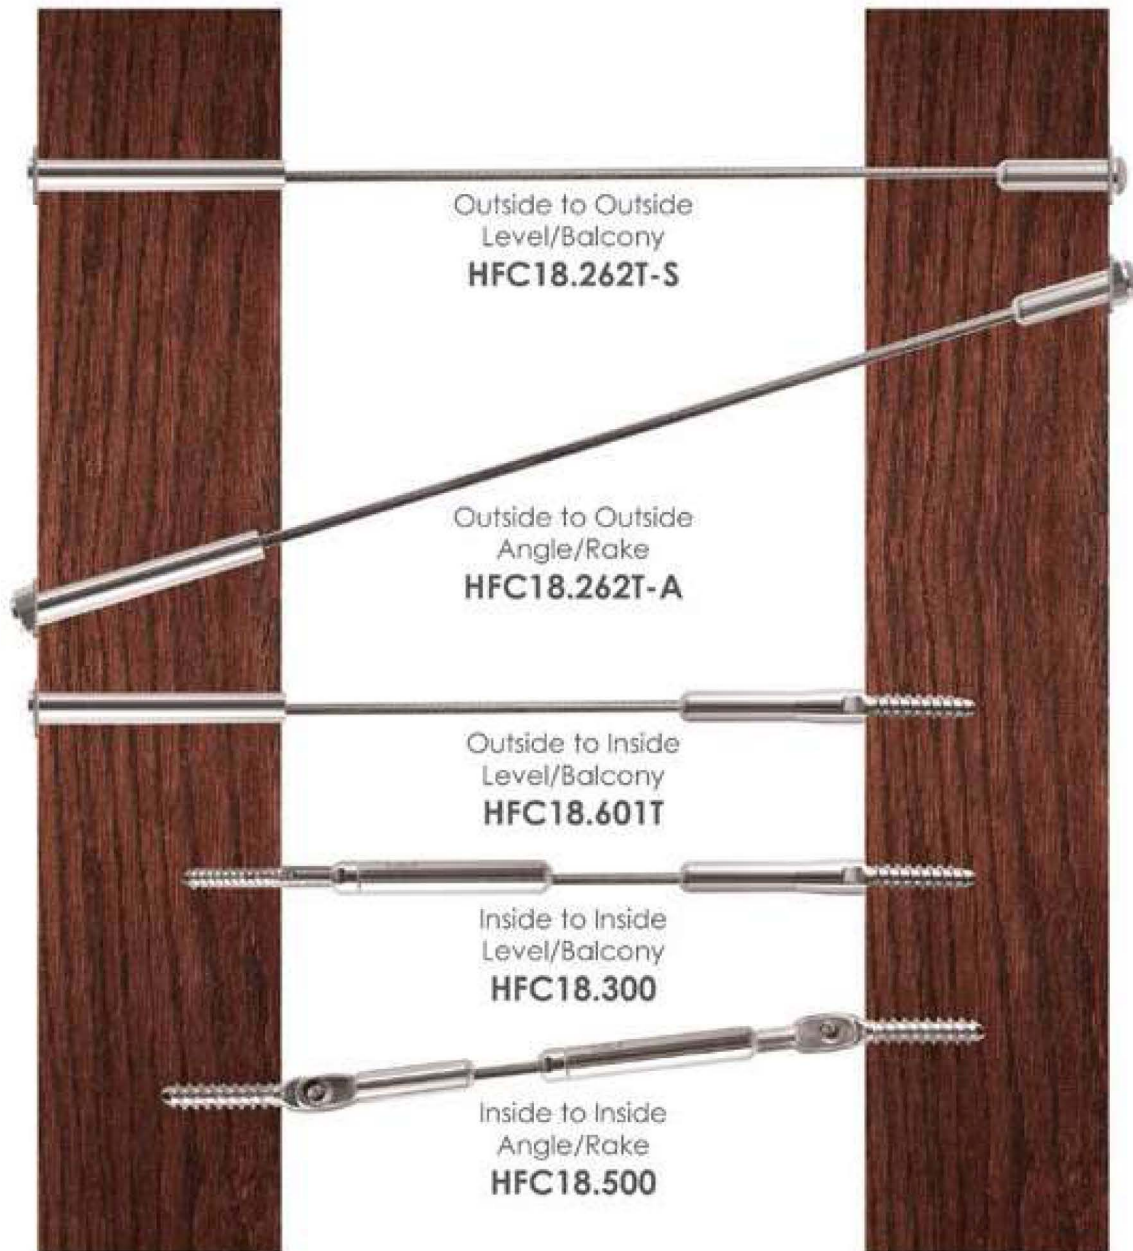 Outside to Outside
Level/Balcony
HFC18.262T-S
Outside to Outside
Angle/Rake
HFC18.262T-A
Outside to Inside
Level/Balcony
HFC18.601T
Inside to Inside
Level/Balcony
HFC18.300
Inside to Inside
Angle/Rake
HFC18.500